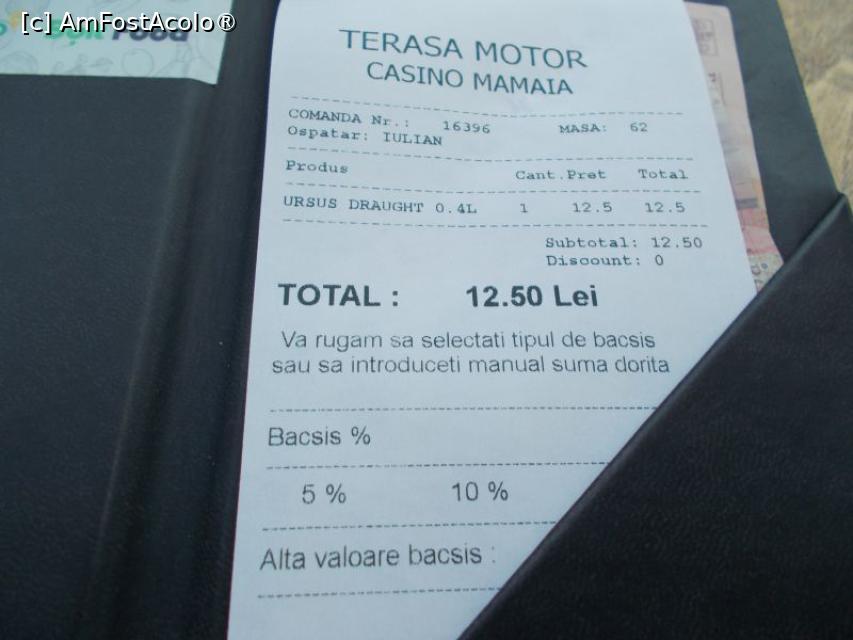 [c] AmFostAcolo®
Food
TERASA MOTOR
CASINO MAMAIA
COMANDA Nr.: 16396 MASA: 62
Ospatar: IULIAN
Produs Cant. Pret Total
URSUS DRAUGHT 0.4L 1 12.5 12.5
Subtotal: 12.50
Discount: 0
TOTAL : 12.50 Lei
Va rugam sa selectati tipul de bacsis
sau sa introduceti manual suma dorita
Bacsis %
5 % 10 %
Alta valoare bacsis :